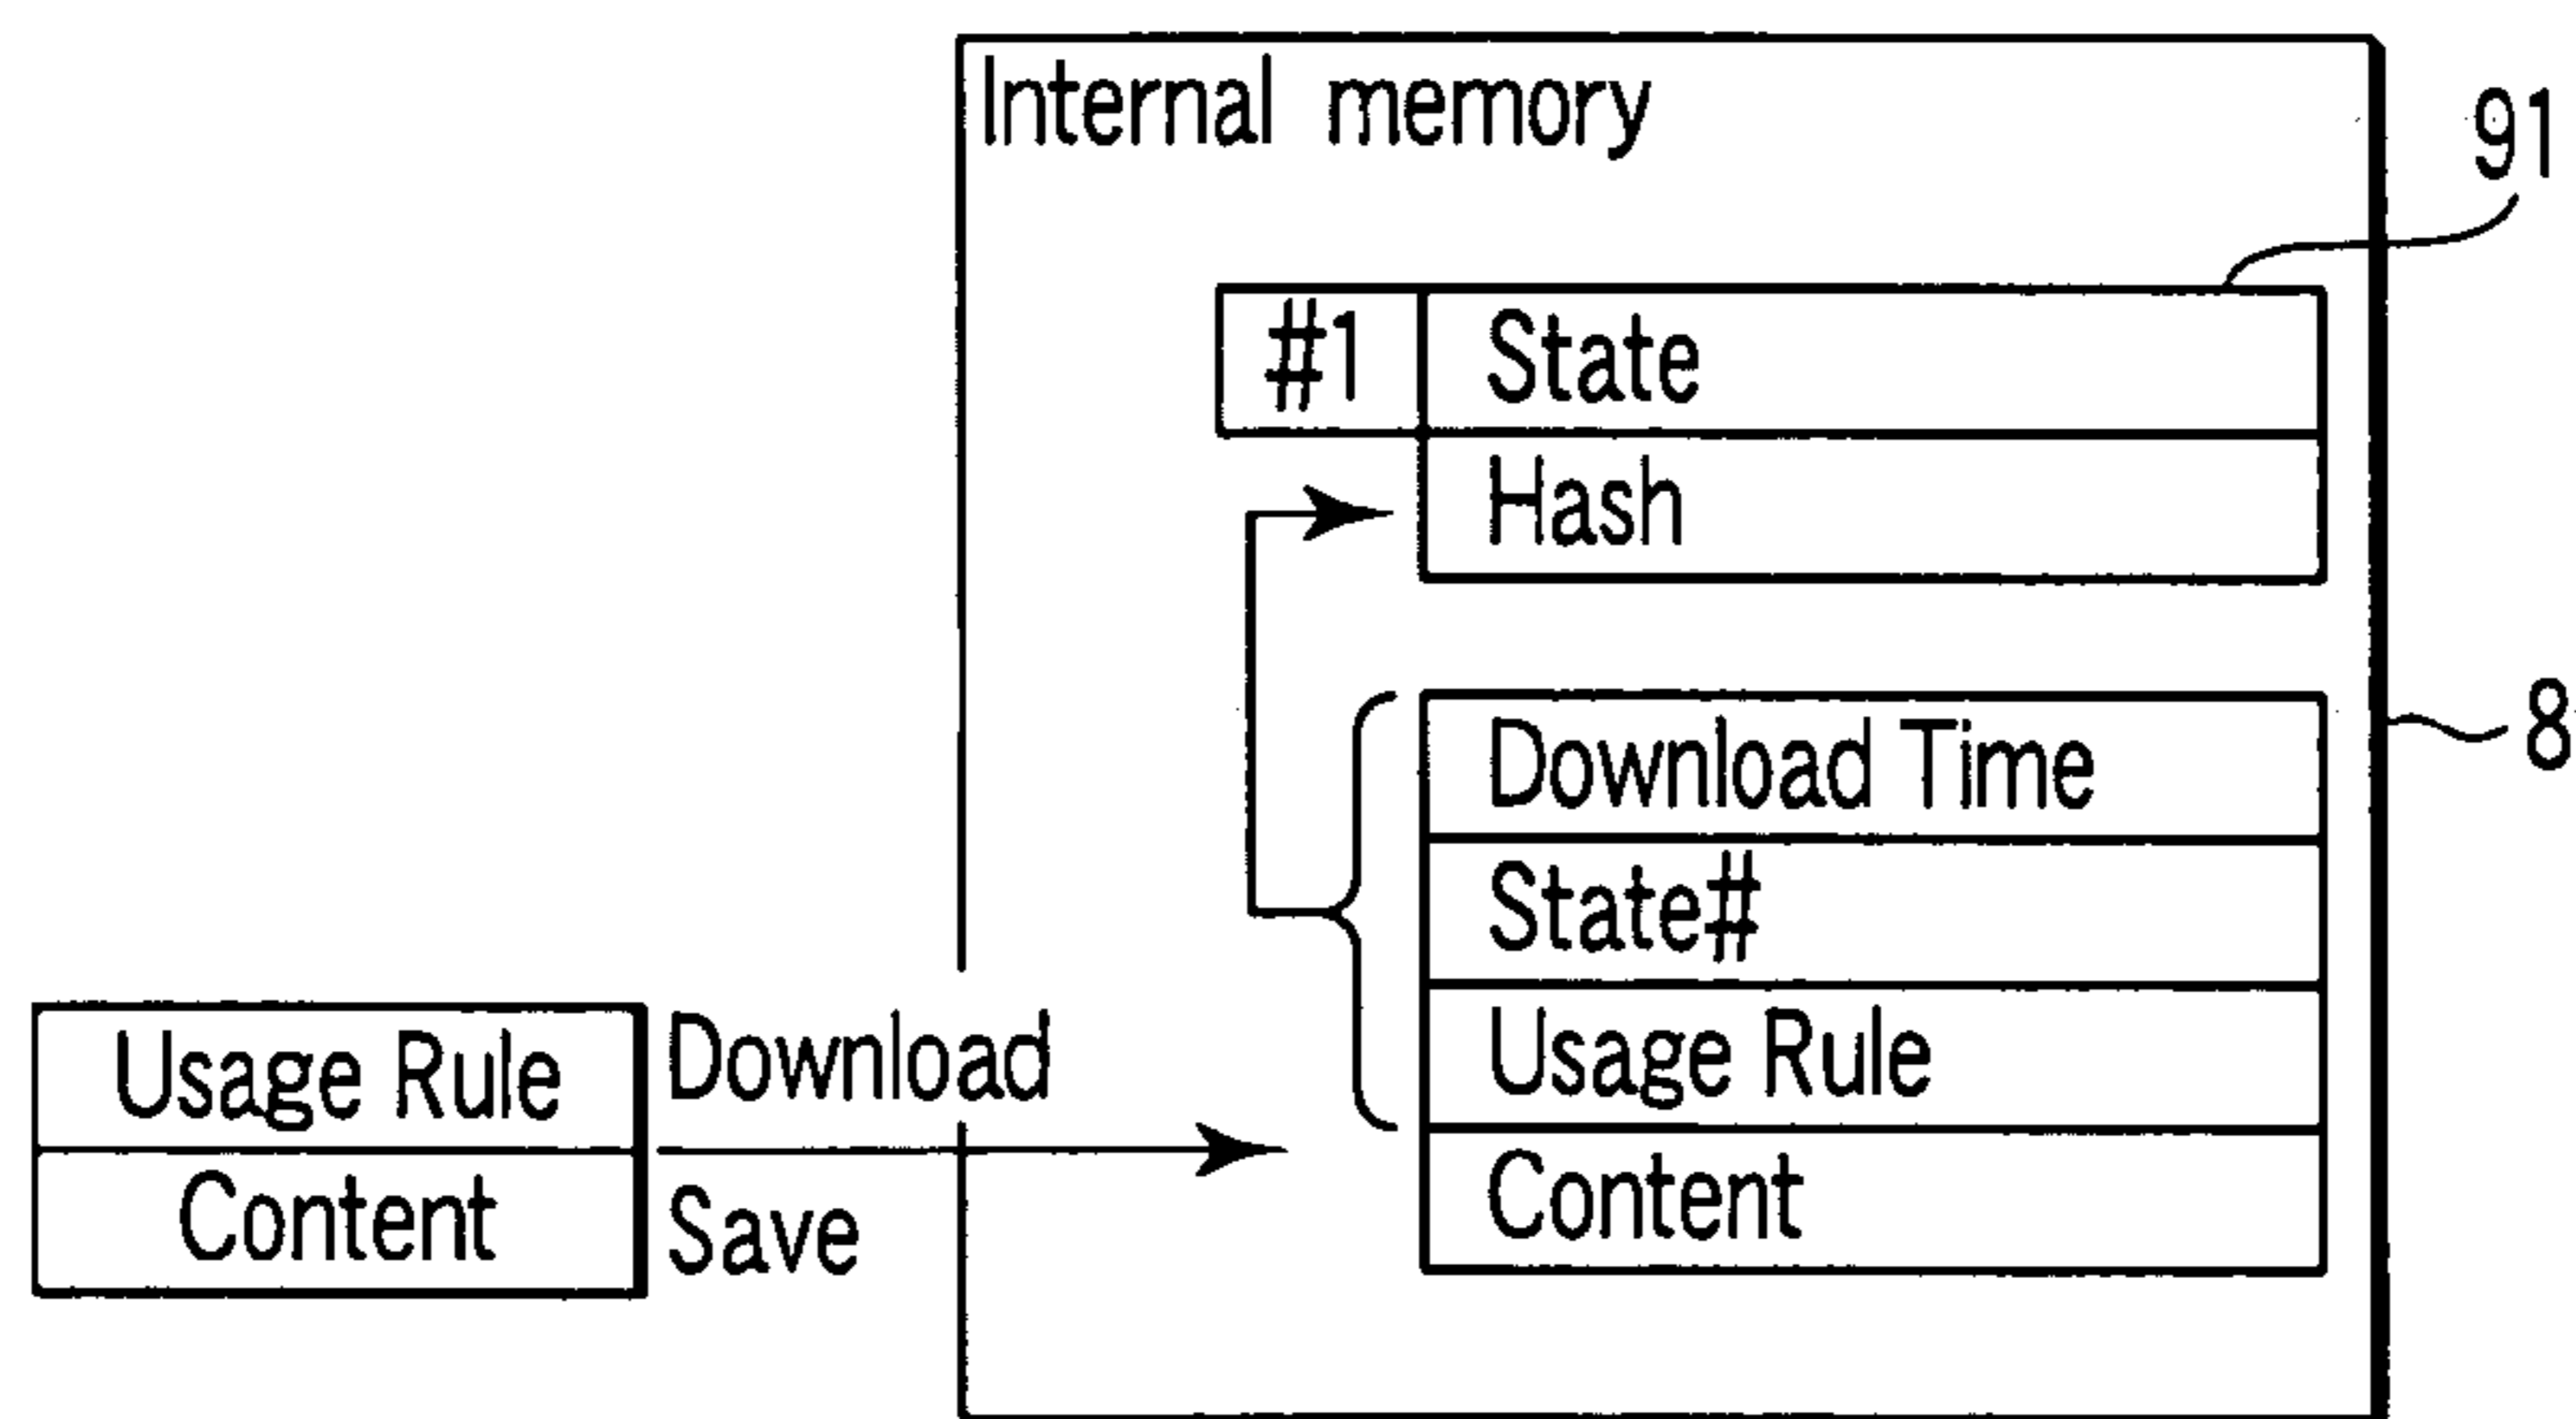 Internal memory
91
#1 State
Hash
8
Download Time
State#
Usage Rule
Content
Usage Rule
Content
Download
Save